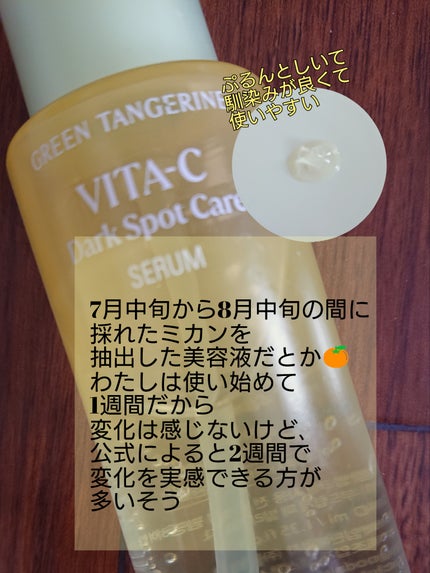 ぷるんとしいて
馴染みが良くて
使いやすい
GREEN TANGERINE
VITA-C
Dark Spot Care
SERUM
7月中旬から8月中旬の間に
採れたミカンを
抽出した美容液だとか🍊
わたしは使い始めて
1週間だから
変化は感じないけど、
公式によると2週間で
変化を実感できる方が
多いそう